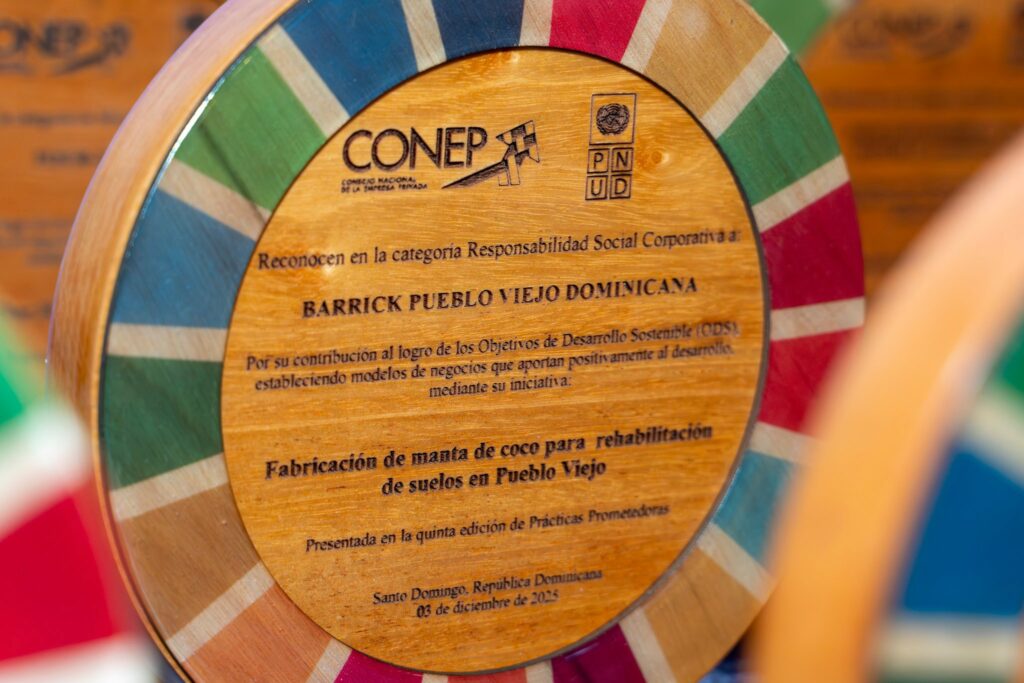 CONEP
CONSEJO NACIONAL
DE LA EMPRESA PRIVADA
PN
UD
Reconocen en la categoría Responsabilidad Social Corporativa a:
BARRICK PUEBLO VIEJO DOMINICANA
Por su contribución al logro de los Objetivos de Desarrollo Sostenible (ODS),
estableciendo modelos de negocios que aportan positivamente al desarrollo,
mediante su iniciativa:
Fabricación de manta de coco para rehabilitación
de suelos en Pueblo Viejo
Presentada en la quinta edición de Prácticas Prometedoras
Santo Domingo, República Dominicana
03 de diciembre de 2025
CONEP